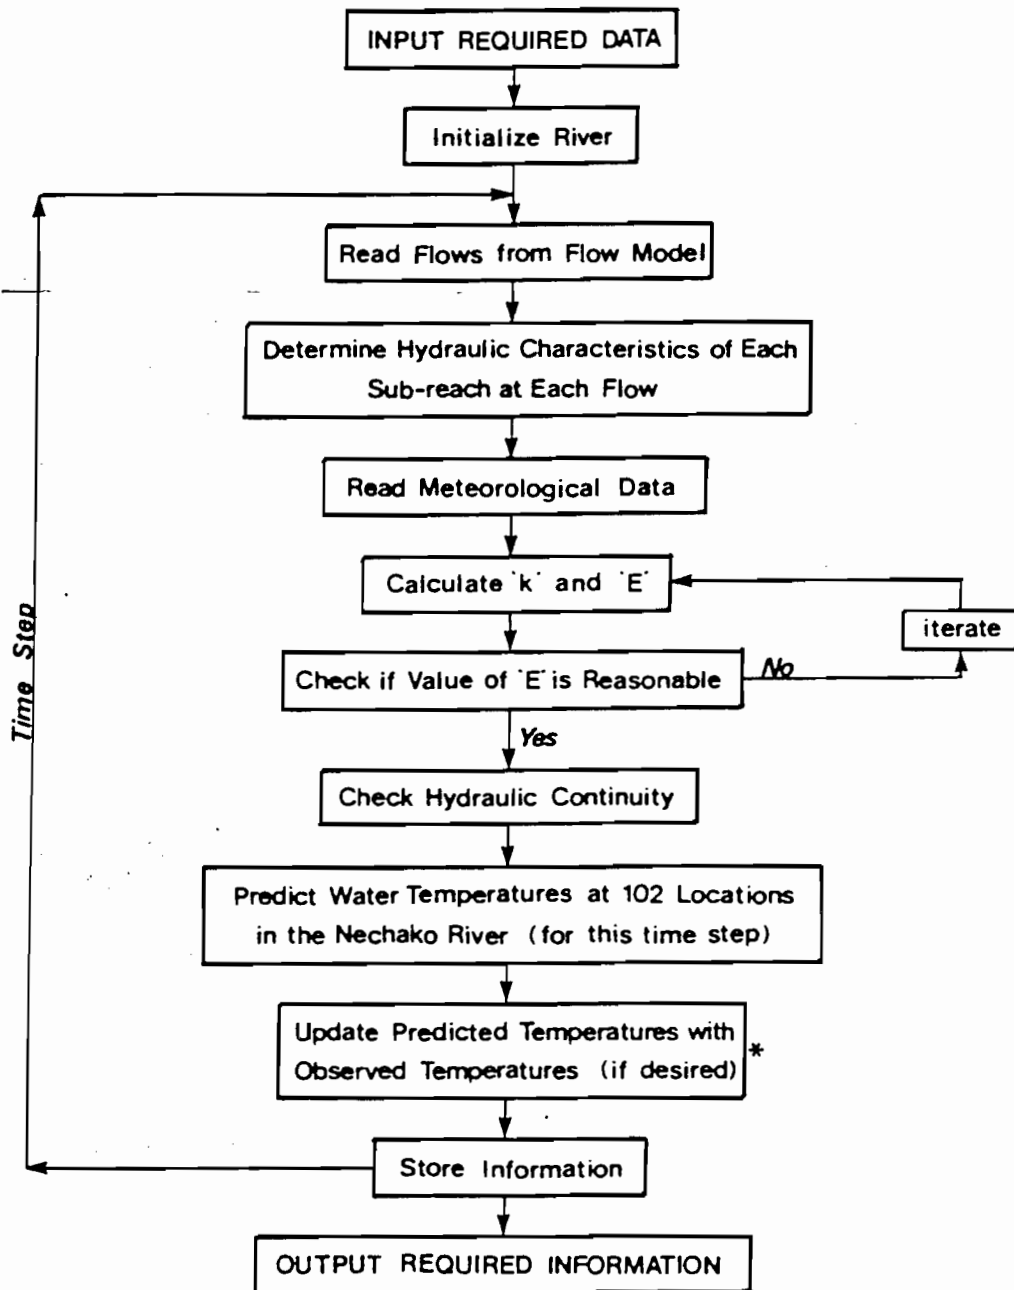 INPUT REQUIRED DATA
Initialize River
Read Flows from Flow Model
Determine Hydraulic Characteristics of Each
Sub-reach at Each Flow
Read Meteorological Data
Calculate 'k' and 'E'
iterate
Check if Value of 'E' is Reasonable
No
Yes
Time Step
Check Hydraulic Continuity
Predict Water Temperatures at 102 Locations
in the Nechako River (for this time step)
Update Predicted Temperatures with
Observed Temperatures (if desired) *
Store Information
OUTPUT REQUIRED INFORMATION